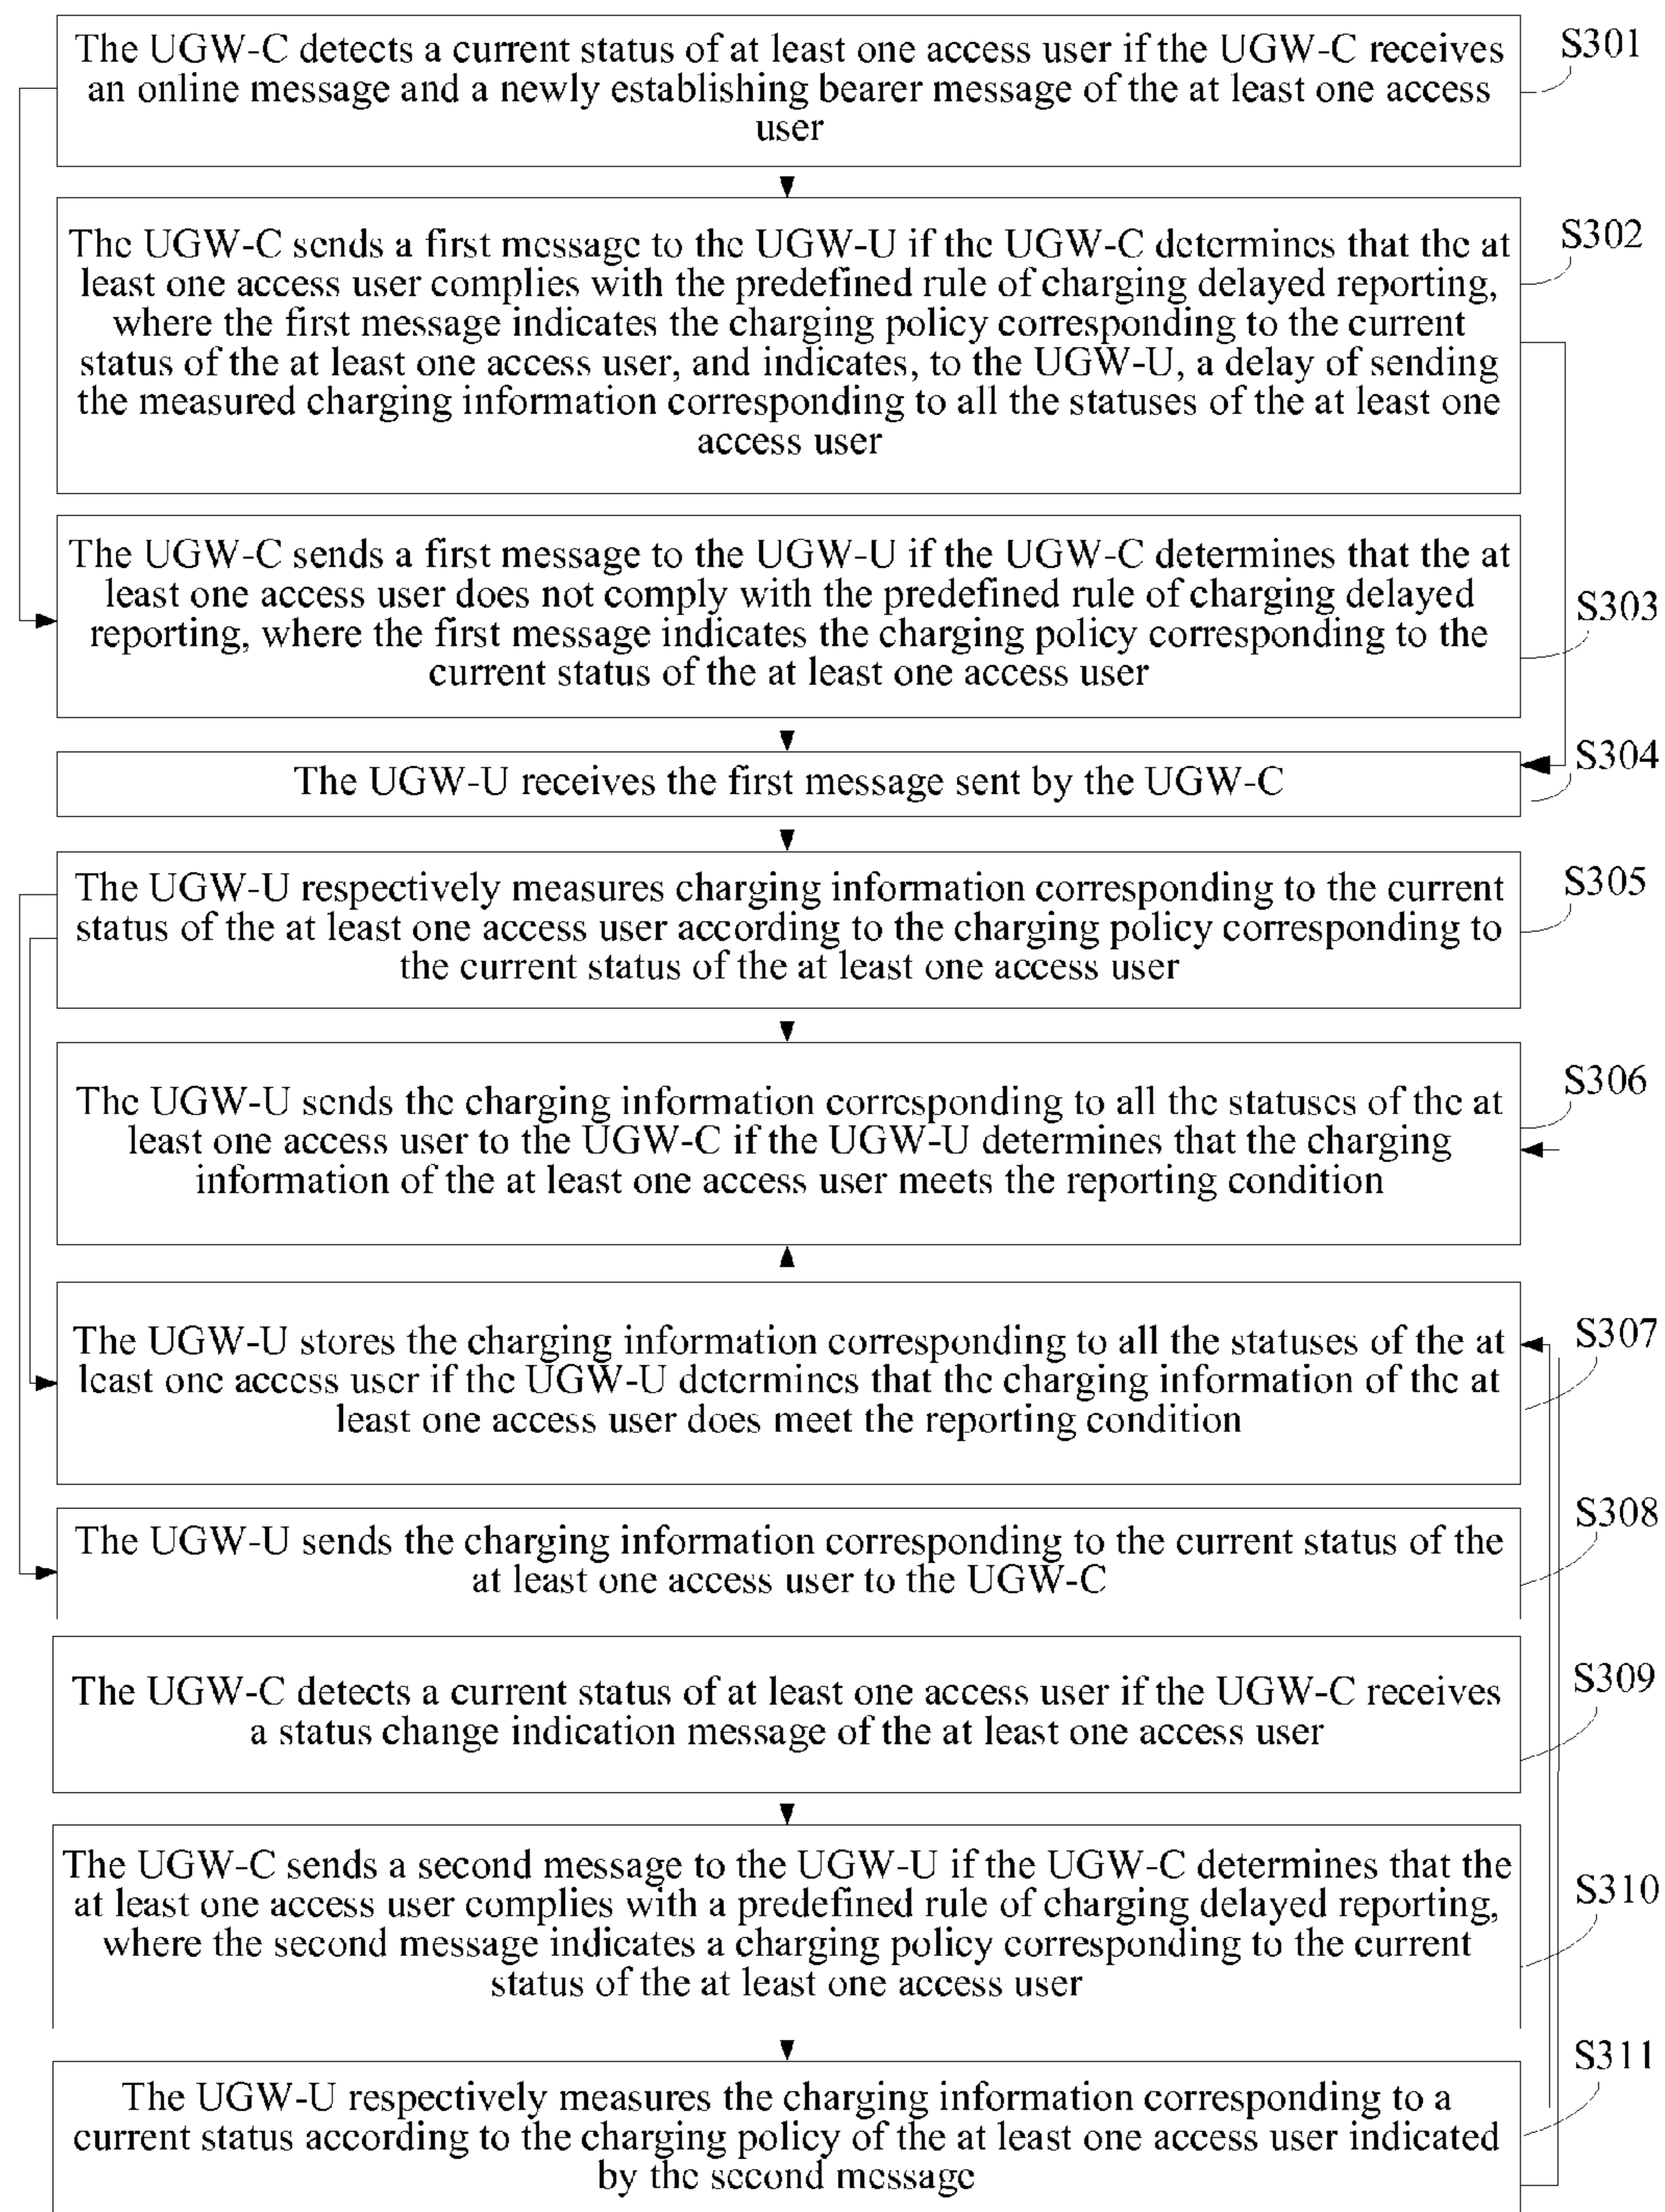 The UGW-C detects a current status of at least one access user if the UGW-C receives
an online message and a newly establishing bearer message of the at least one access
user
S301
The UGW-C sends a first message to the UGW-U if the UGW-C determines that the at
least one access user complies with the predefined rule of charging delayed reporting,
where the first message indicates the charging policy corresponding to the current
status of the at least one access user, and indicates, to the UGW-U, a delay of sending
the measured charging information corresponding to all the statuses of the at least one
access user
S302
The UGW-C sends a first message to the UGW-U if the UGW-C determines that the at
least one access user does not comply with the predefined rule of charging delayed
reporting, where the first message indicates the charging policy corresponding to the
current status of the at least one access user
S303
The UGW-U receives the first message sent by the UGW-C
S304
The UGW-U respectively measures charging information corresponding to the current
status of the at least one access user according to the charging policy corresponding to
the current status of the at least one access user
S305
The UGW-U sends the charging information corresponding to all the statuses of the at
least one access user to the UGW-C if the UGW-U determines that the charging
information of the at least one access user meets the reporting condition
S306
The UGW-U stores the charging information corresponding to all the statuses of the at
least one access user if the UGW-U determines that the charging information of the at
least one access user does meet the reporting condition
S307
The UGW-U sends the charging information corresponding to the current status of the
at least one access user to the UGW-C
S308
The UGW-C detects a current status of at least one access user if the UGW-C receives
a status change indication message of the at least one access user
S309
The UGW-C sends a second message to the UGW-U if the UGW-C determines that the
at least one access user complies with a predefined rule of charging delayed reporting,
where the second message indicates a charging policy corresponding to the current
status of the at least one access user
S310
The UGW-U respectively measures the charging information corresponding to a
current status according to the charging policy of the at least one access user indicated
by the second message
S311